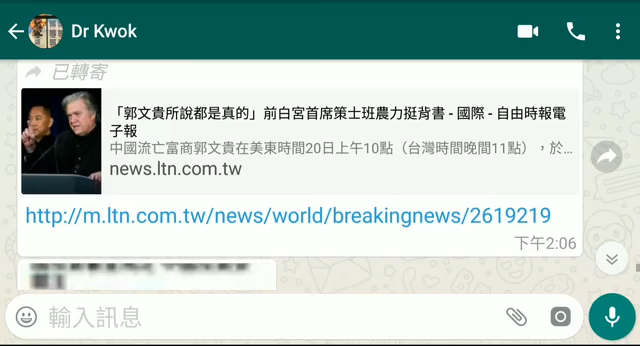 Dr Kwok
已轉寄
「郭文貴所說都是真的」前白宮首席策士班農力挺背書 - 國際 - 自由時報電
子報
中國流亡富商郭文貴在美東時間20日上午10點（台灣時間晚間11點），於...
news.ltn.com.tw
http://m.ltn.com.tw/news/world/breakingnews/2619219
下午2:06
輸入訊息